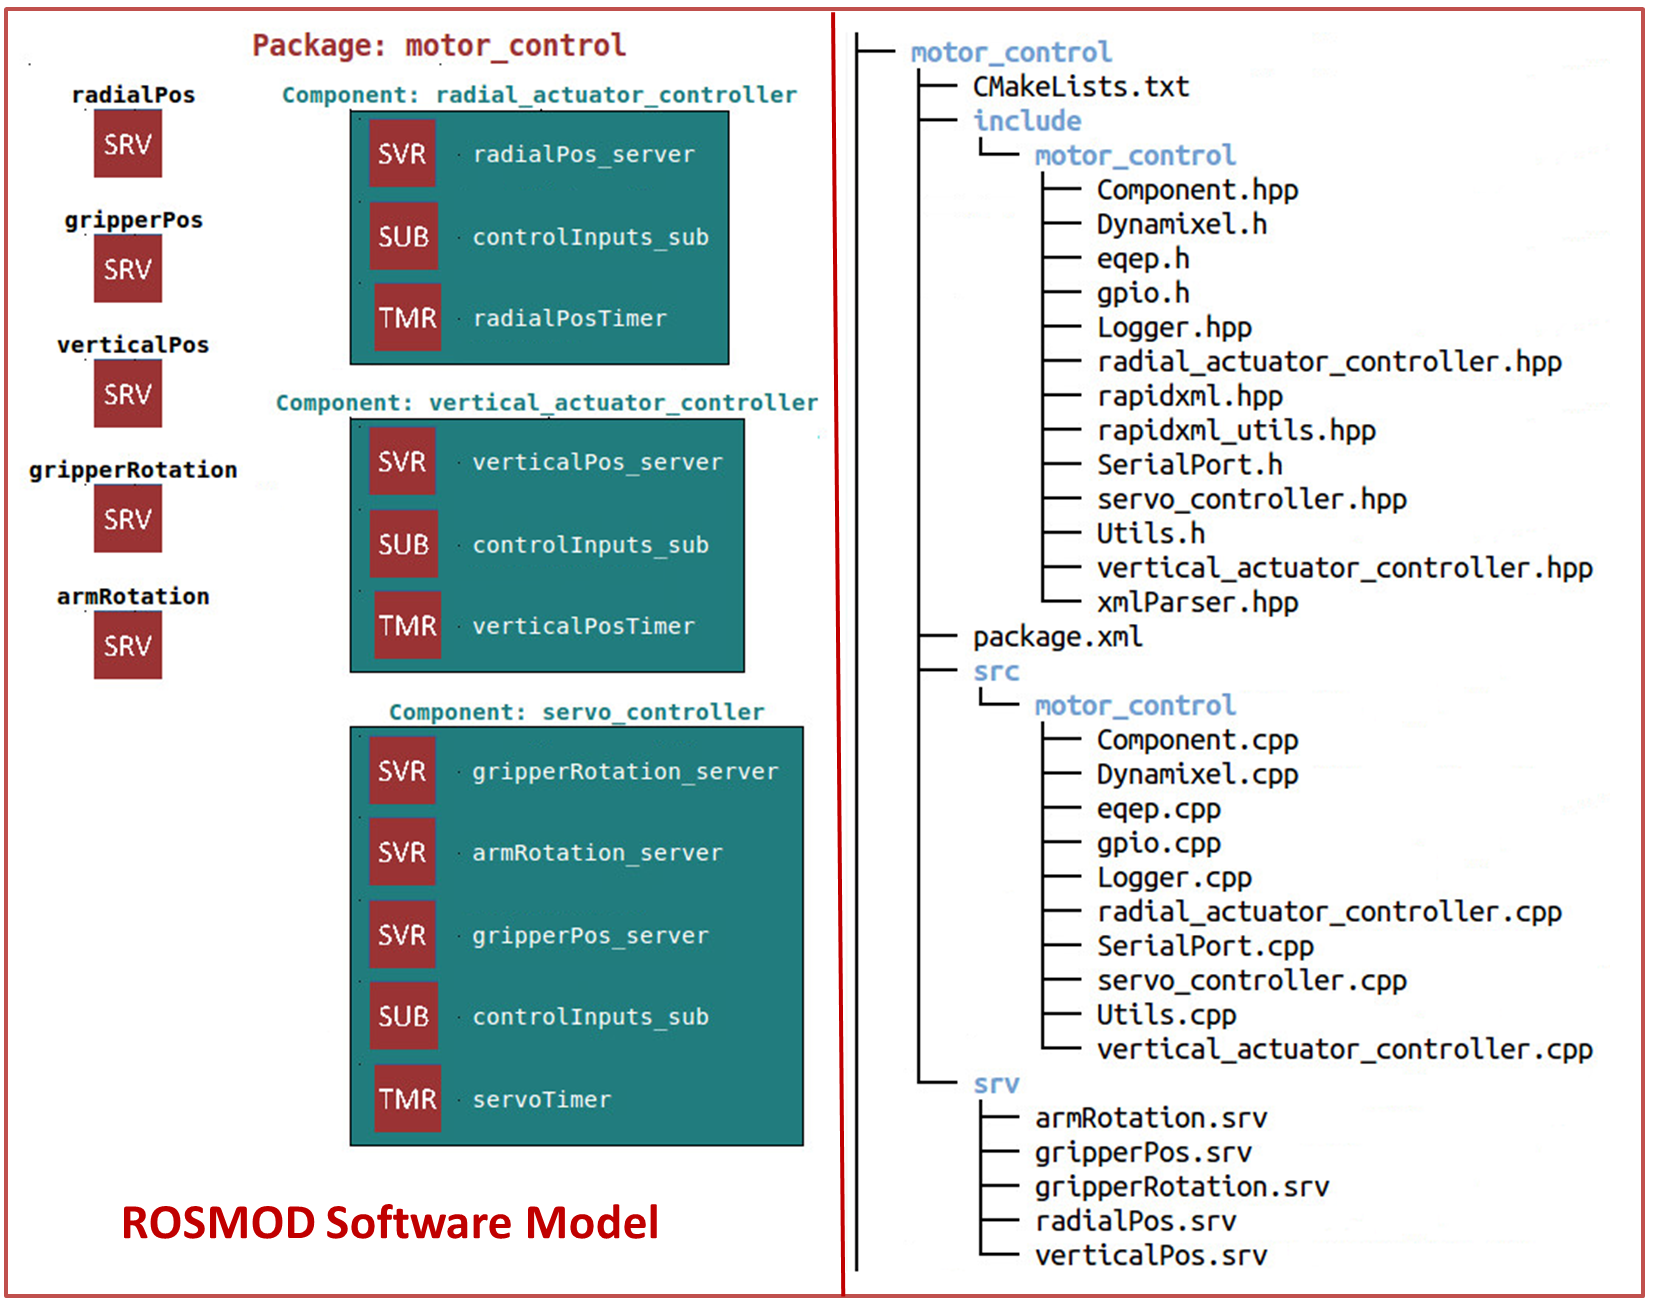 Package: motor_control
radialPos
SRV
gripperPos
SRV
verticalPos
SRV
gripperRotation
SRV
armRotation
SRV
Component: radial_actuator_controller
SVR radialPos_server
SUB controlInputs_sub
TMR radialPosTimer
Component: vertical_actuator_controller
SVR verticalPos_server
SUB controlInputs_sub
TMR verticalPosTimer
Component: servo_controller
SVR gripperRotation_server
SVR armRotation_server
SVR gripperPos_server
SUB controlInputs_sub
TMR servoTimer
ROSMOD Software Model
motor_control
CMakeLists.txt
include
motor_control
Component.hpp
Dynamixel.h
eqep.h
gpio.h
Logger.hpp
radial_actuator_controller.hpp
rapidxml.hpp
rapidxml_utils.hpp
SerialPort.h
servo_controller.hpp
Utils.h
vertical_actuator_controller.hpp
xmlParser.hpp
package.xml
src
motor_control
Component.cpp
Dynamixel.cpp
eqep.cpp
gpio.cpp
Logger.cpp
radial_actuator_controller.cpp
SerialPort.cpp
servo_controller.cpp
Utils.cpp
vertical_actuator_controller.cpp
srv
armRotation.srv
gripperPos.srv
gripperRotation.srv
radialPos.srv
verticalPos.srv